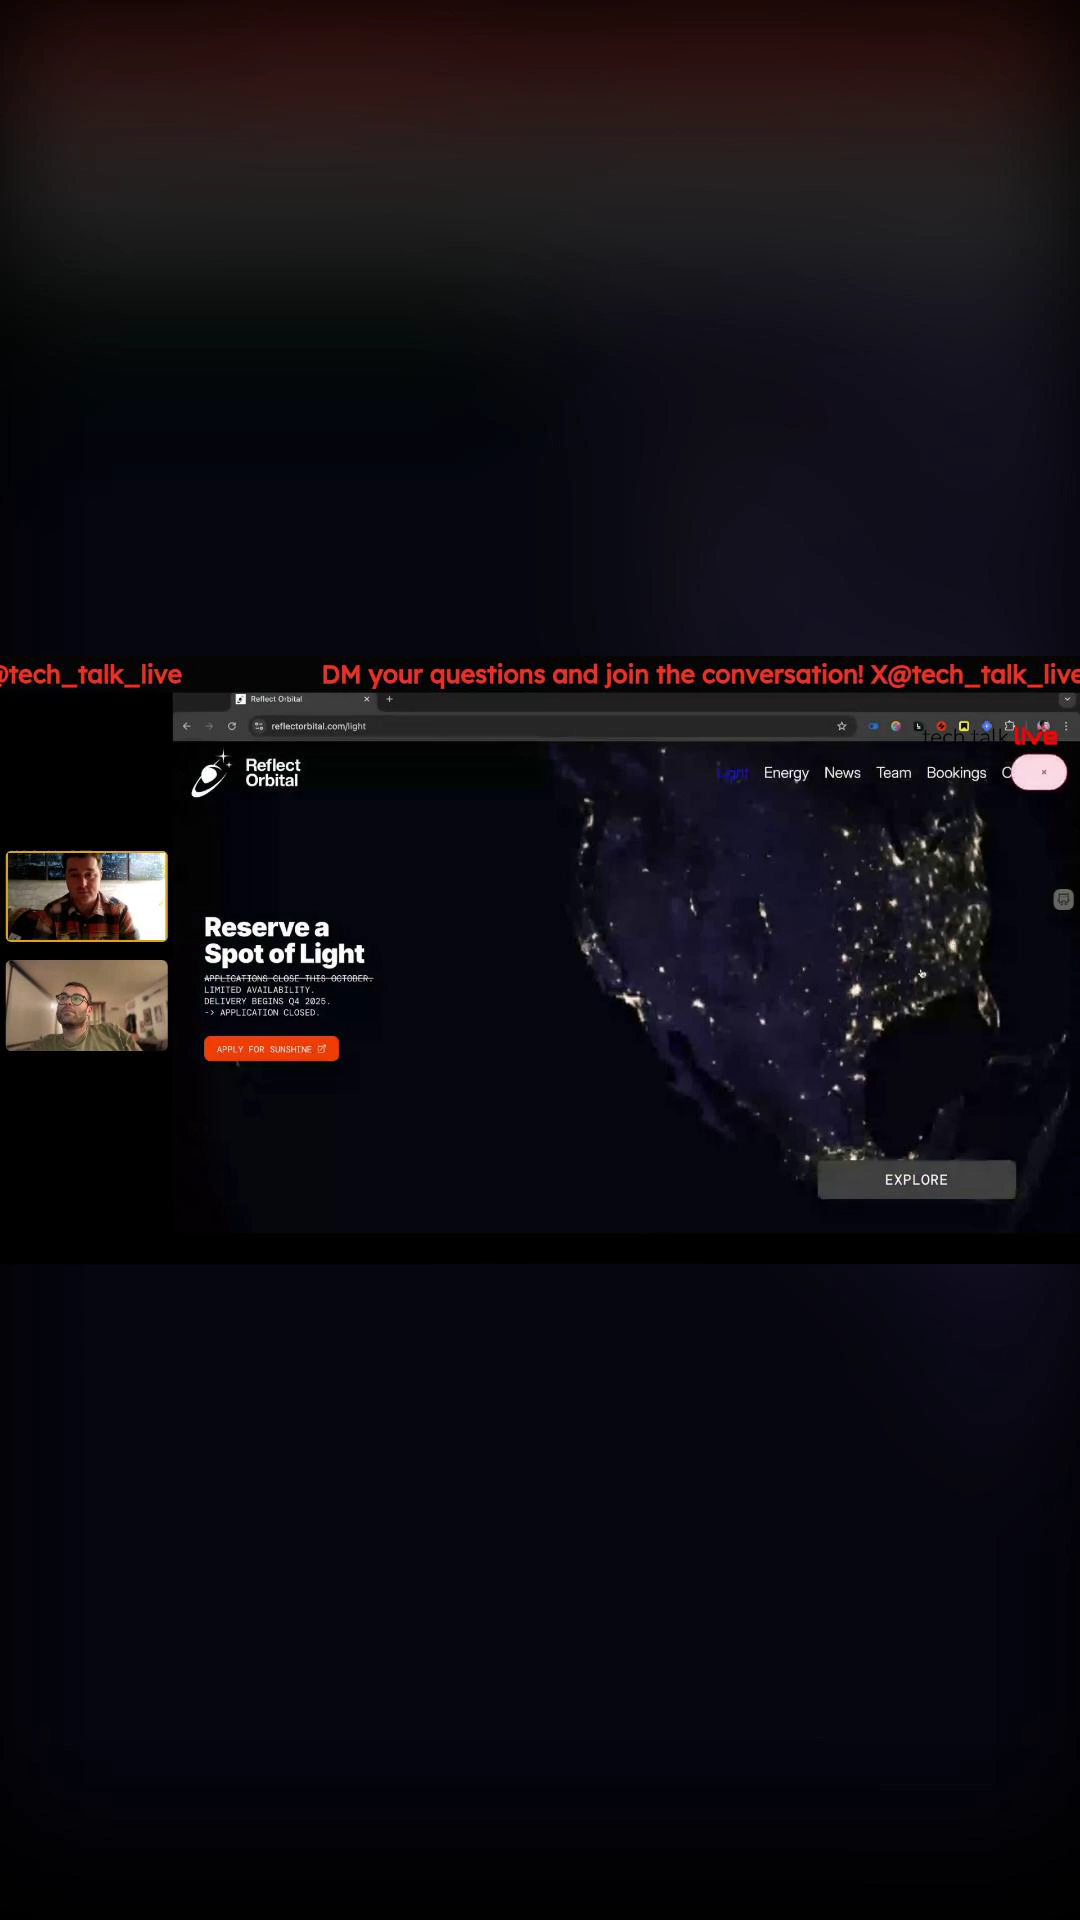 @tech_talk_live
DM your questions and join the conversation! X@tech_talk_live
Reflect Orbital
reflectorbital.com/light
tech talk live
Reflect
Orbital
Light
Energy
News
Team
Bookings
Reserve a
Spot of Light
APPLICATIONS CLOSE THIS OCTOBER.
LIMITED AVAILABILITY.
DELIVERY BEGINS Q4 2025.
-> APPLICATION CLOSED.
APPLY FOR SUNSHINE
EXPLORE